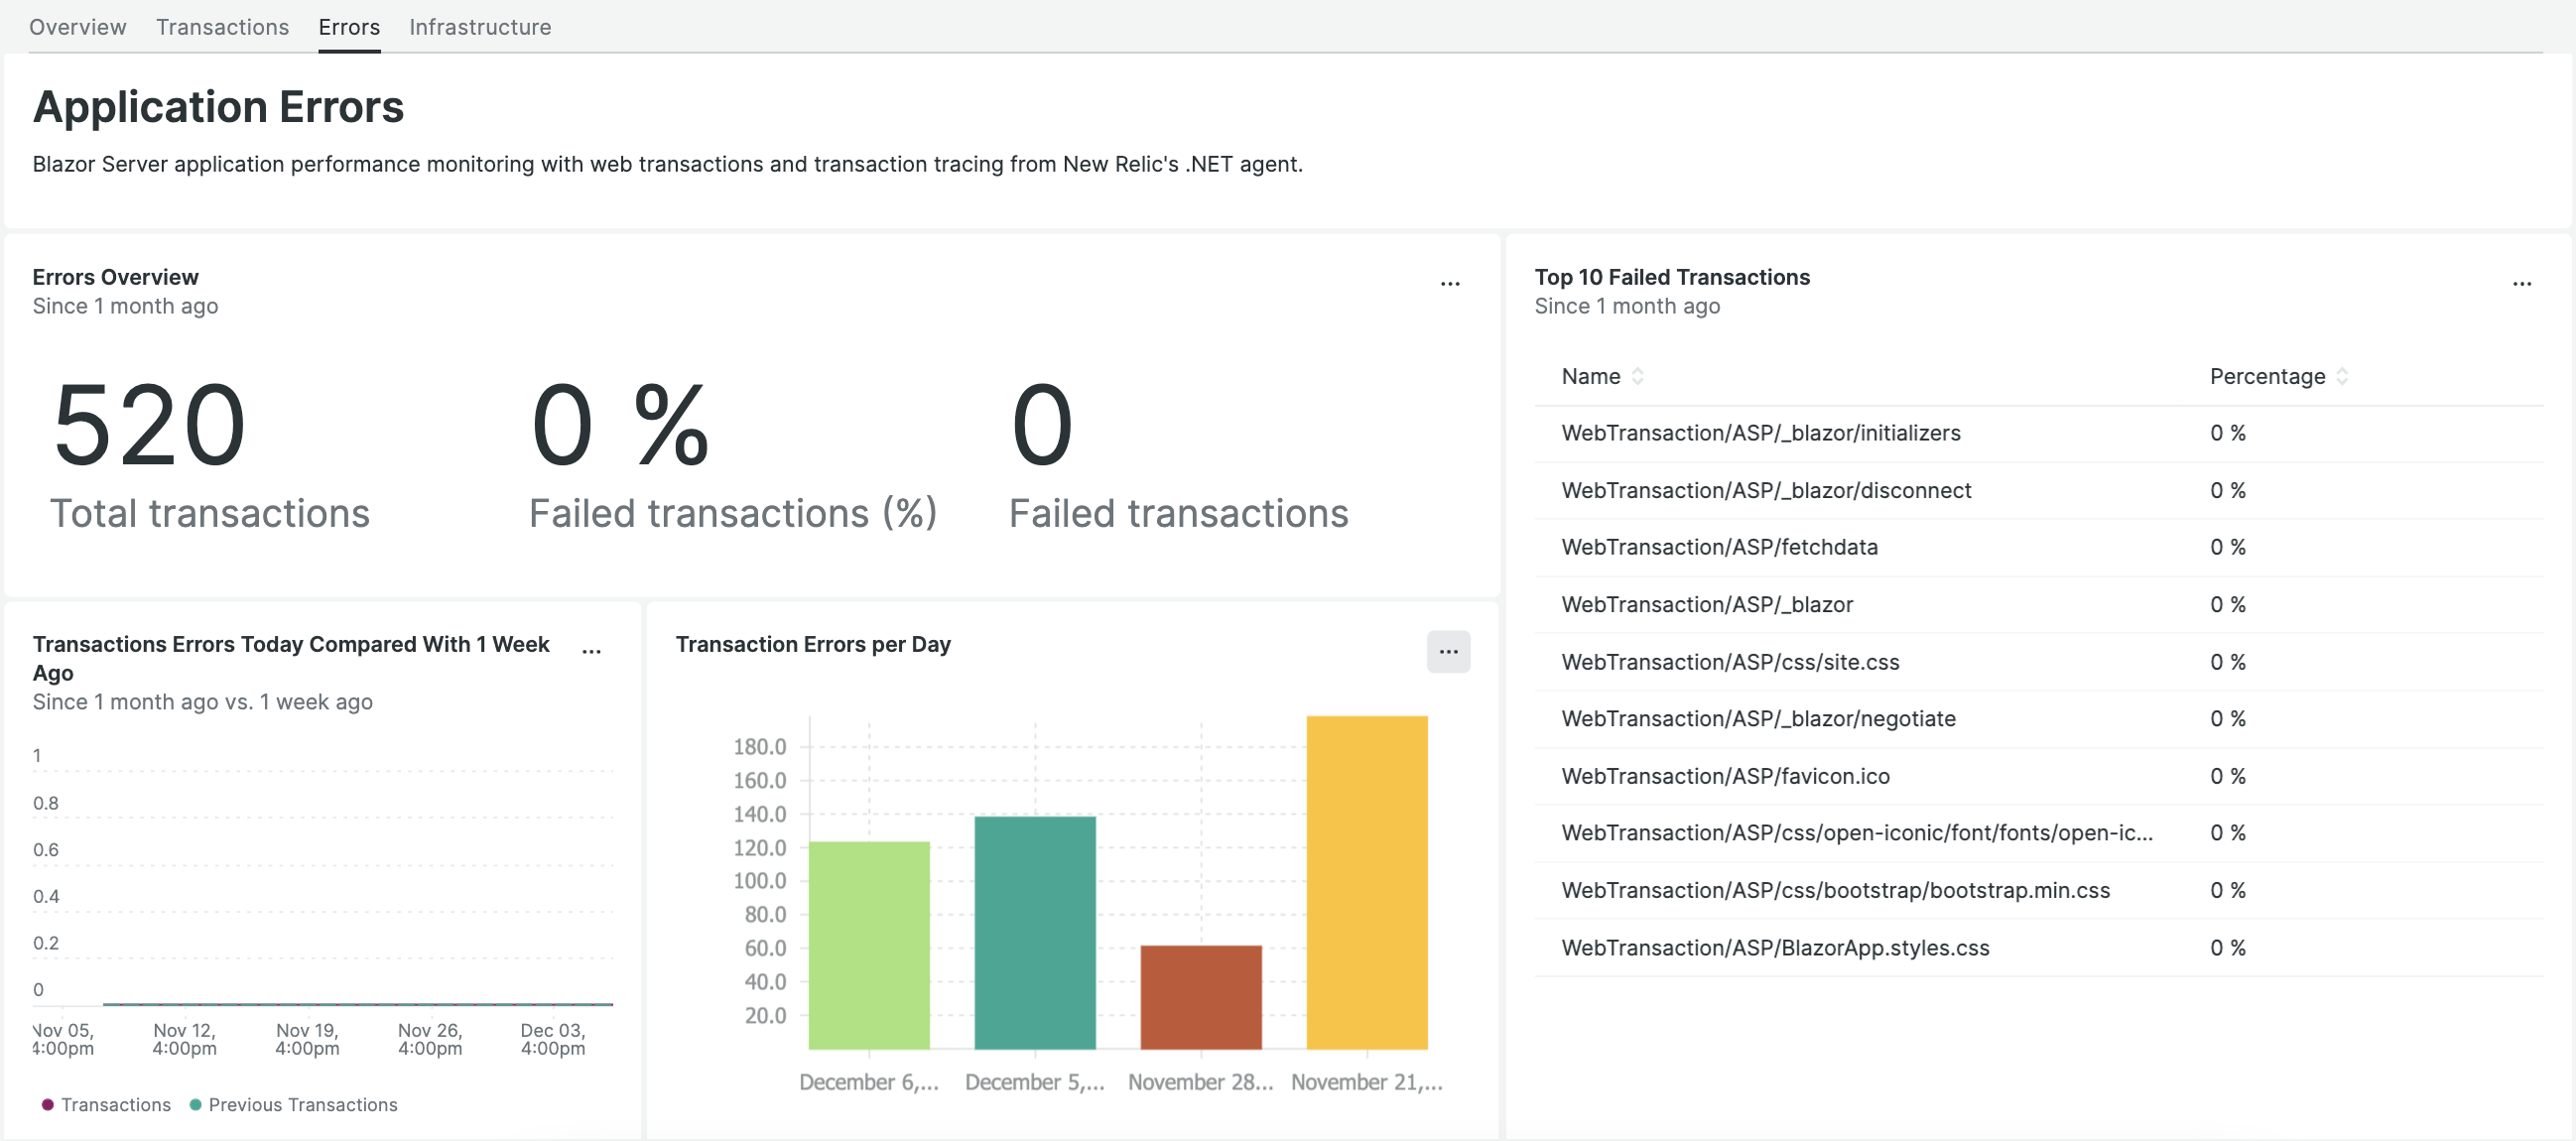 Overview Transactions Errors Infrastructure
Application Errors
Blazor Server application performance monitoring with web transactions and transaction tracing from New Relic's .NET agent.
Errors Overview
Since 1 month ago
520
Total transactions
0 %
Failed transactions (%)
0
Failed transactions
Top 10 Failed Transactions
Since 1 month ago
Name Percentage
WebTransaction/ASP/_blazor/initializers 0 %
WebTransaction/ASP/_blazor/disconnect 0 %
WebTransaction/ASP/fetchdata 0 %
WebTransaction/ASP/_blazor 0 %
WebTransaction/ASP/css/site.css 0 %
WebTransaction/ASP/_blazor/negotiate 0 %
WebTransaction/ASP/favicon.ico 0 %
WebTransaction/ASP/css/open-iconic/font/fonts/open-ic... 0 %
WebTransaction/ASP/css/bootstrap/bootstrap.min.css 0 %
WebTransaction/ASP/BlazorApp.styles.css 0 %
Transactions Errors Today Compared With 1 Week
Ago
Since 1 month ago vs. 1 week ago
1
0.8
0.6
0.4
0.2
0
Nov 05,
4:00pm
Nov 12,
4:00pm
Nov 19,
4:00pm
Nov 26,
4:00pm
Dec 03,
4:00pm
Transactions Previous Transactions
Transaction Errors per Day
180.0
160.0
140.0
120.0
100.0
80.0
60.0
40.0
20.0
December 6,... December 5,... November 28... November 21,...